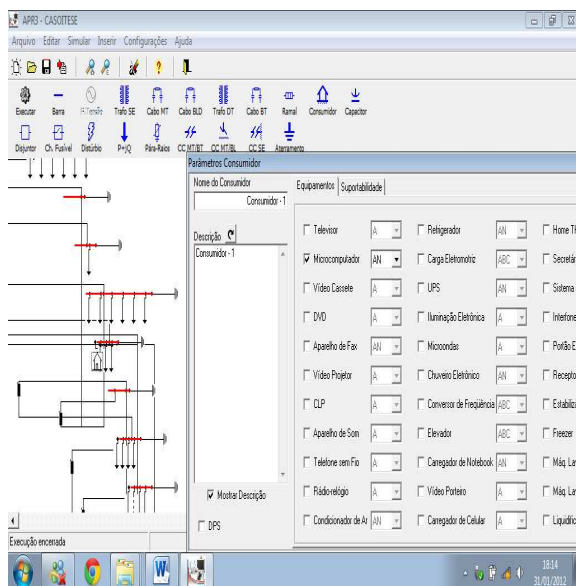 APR3 - CASOITESE
Arquivo Editar Simular Inserir Configurações Ajuda
Executar Barra F. Tensão Trafo SE Cabo MT Cabo BLD Trafo DT Cabo BT Ramal Consumidor Capacitor
Disjuntor Ch. Fusível Distúrbio P+jQ Pára-Raios CC MT/BT CC MT/BL CC SE Aterramento
Parâmetros Consumidor
Nome do Consumidor
Consumidor - 1
Descrição
Consumidor - 1
Mostrar Descrição
DPS
Equipamentos Suportabilidade
Televisor A Refrigerador AN Home T
Microcomputador AN Carga Eletromotriz ABC Secretár
Vídeo Cassete A UPS AN Sistema
DVD A Iluminação Eletrônica A Interfone
Aparelho de Fax AN Microondas A Portão E
Vídeo Projetor A Chuveiro Eletrônico AN Recepto
CLP A Conversor de Freqüência ABC Estabiliza
Aparelho de Som A Elevador ABC Freezer
Telefone sem Fio A Carregador de Notebook AN Máq. La
Rádio-relógio A Vídeo Porteiro A Máq. La
Condicionador de Ar AN Carregador de Celular A Liquidific
Execução encerrada
18:14
31/01/2012